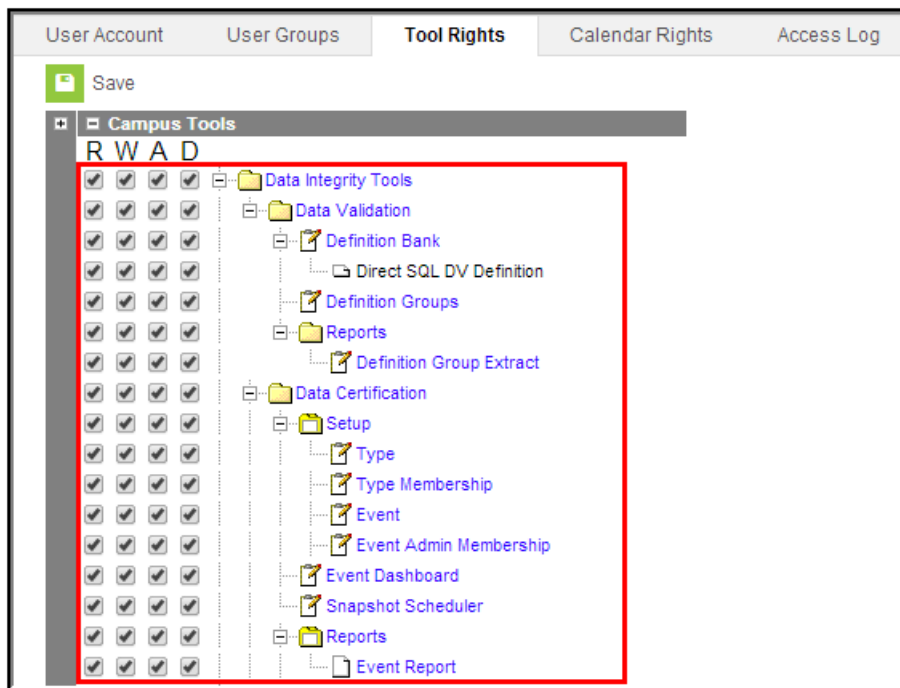 User Account User Groups Tool Rights Calendar Rights Access Log
Save
Campus Tools
R W A D
Data Integrity Tools
Data Validation
Definition Bank
Direct SQL DV Definition
Definition Groups
Reports
Definition Group Extract
Data Certification
Setup
Type
Type Membership
Event
Event Admin Membership
Event Dashboard
Snapshot Scheduler
Reports
Event Report